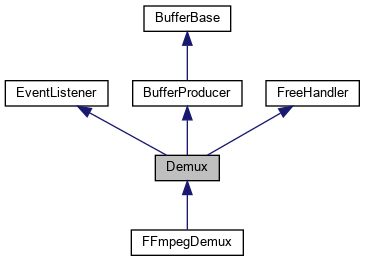 BufferBase
EventListener
BufferProducer
FreeHandler
Demux
FFmpegDemux